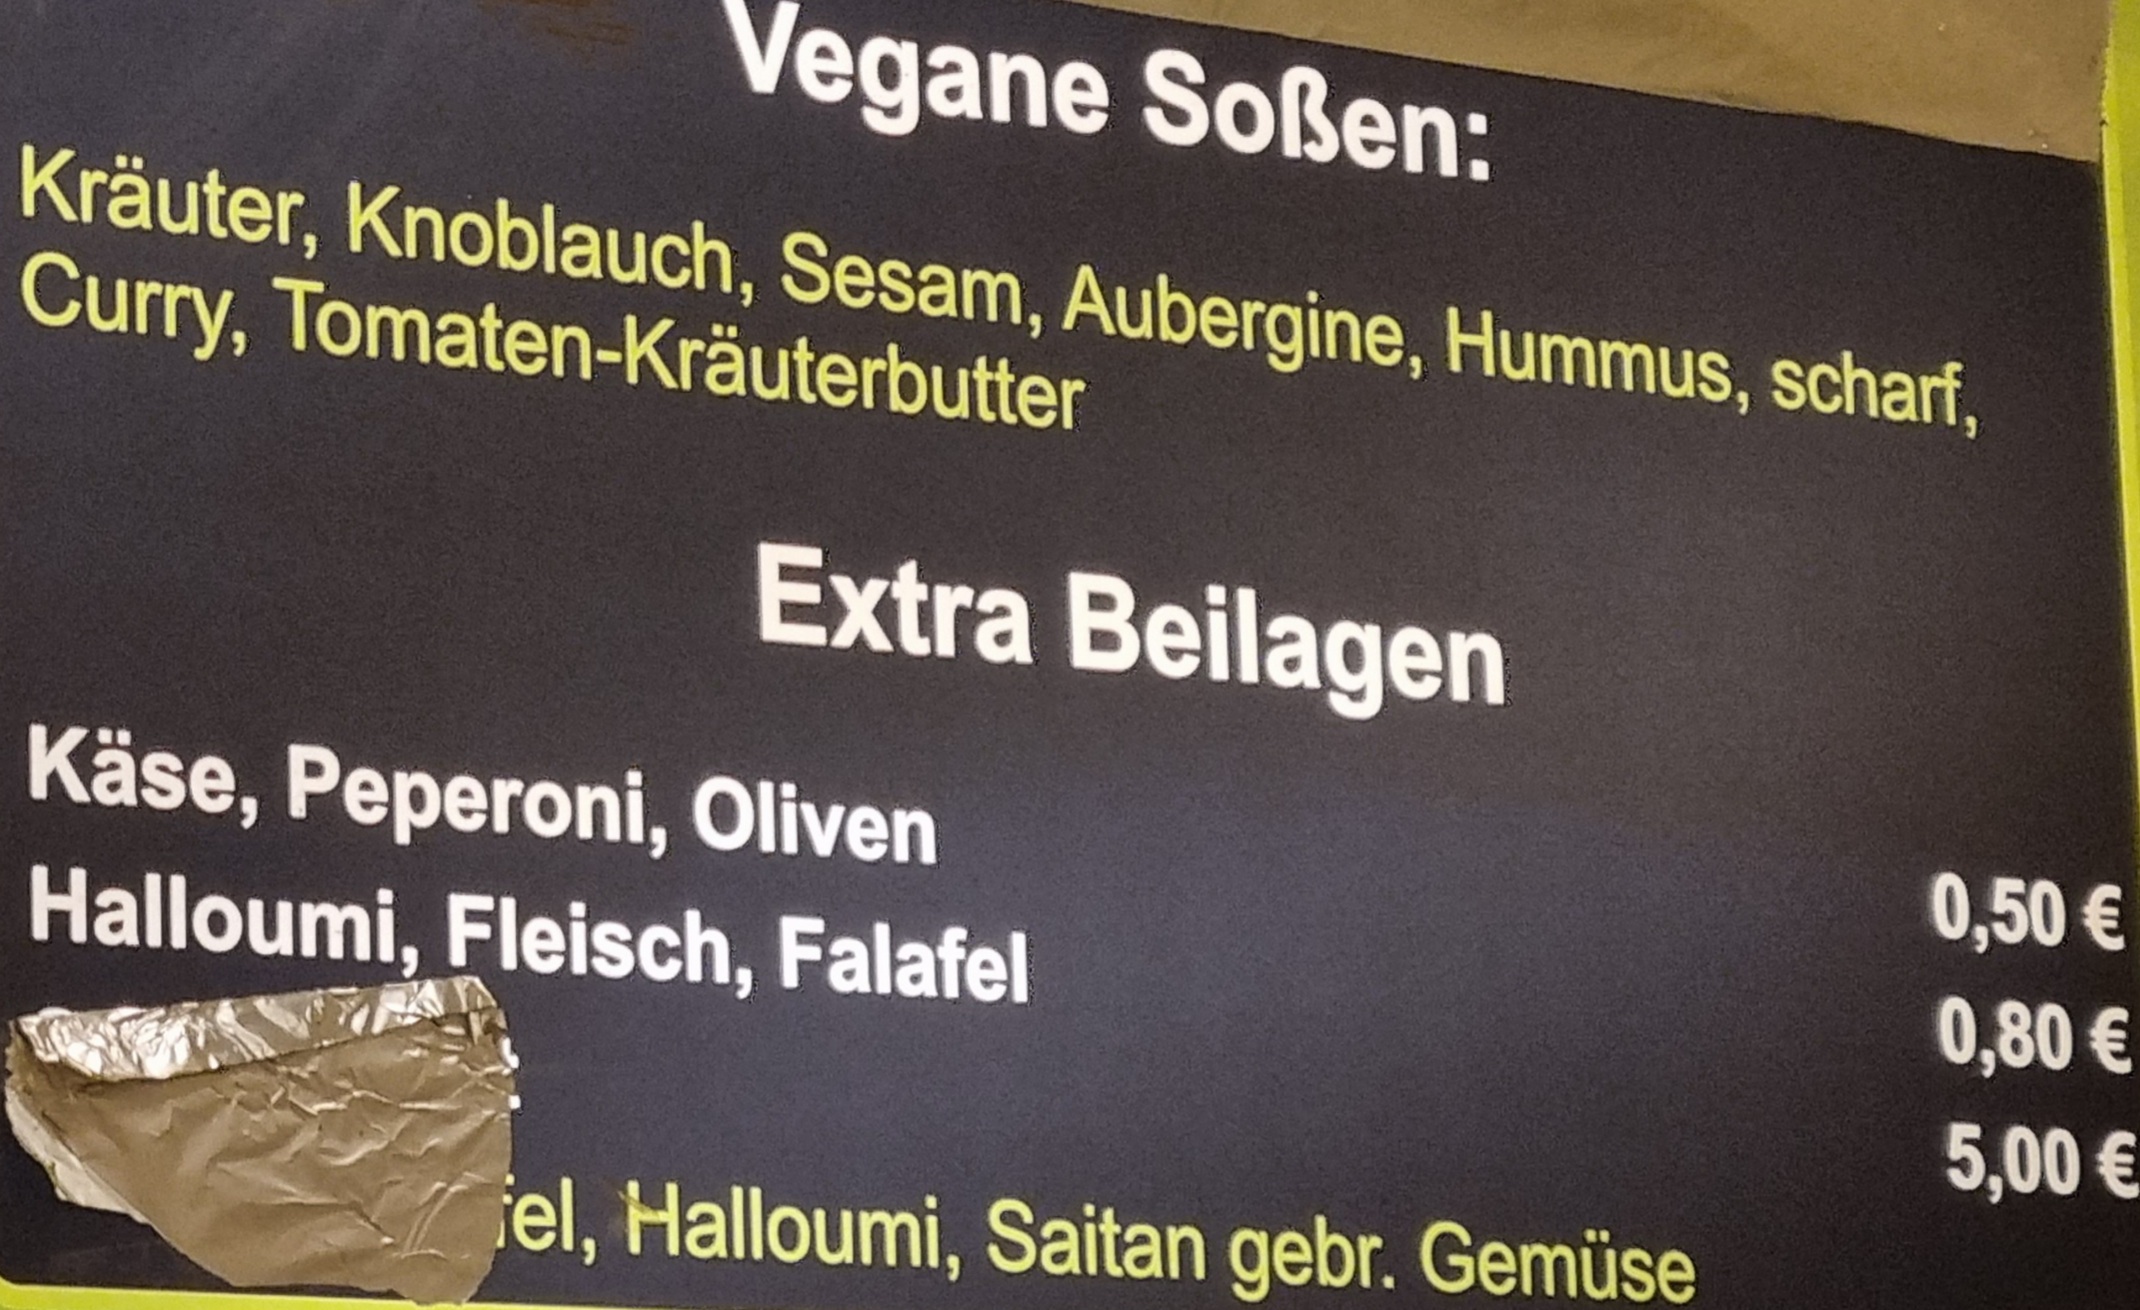 Vegane Soßen:
Kräuter, Knoblauch, Sesam, Aubergine, Hummus, scharf,
Curry, Tomaten-Kräuterbutter
Extra Beilagen
Käse, Peperoni, Oliven 0,50 €
Halloumi, Fleisch, Falafel 0,80 €
5,00 €
Halloumi, Saitan gebr. Gemüse